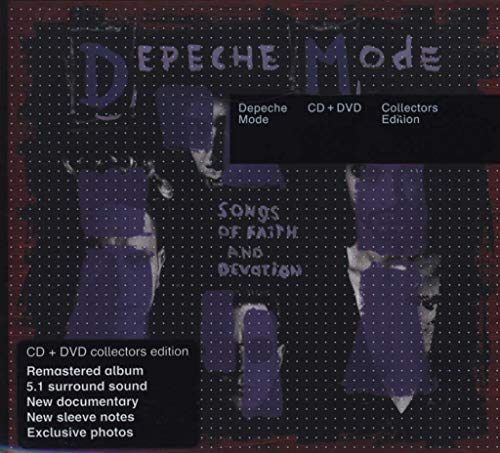 DEPECHE MODE
Depeche Mode
CD + DVD
Collectors Edition
SONGS
OF FAITH
AND
DEVOTION
CD + DVD collectors edition
Remastered album
5.1 surround sound
New documentary
New sleeve notes
Exclusive photos